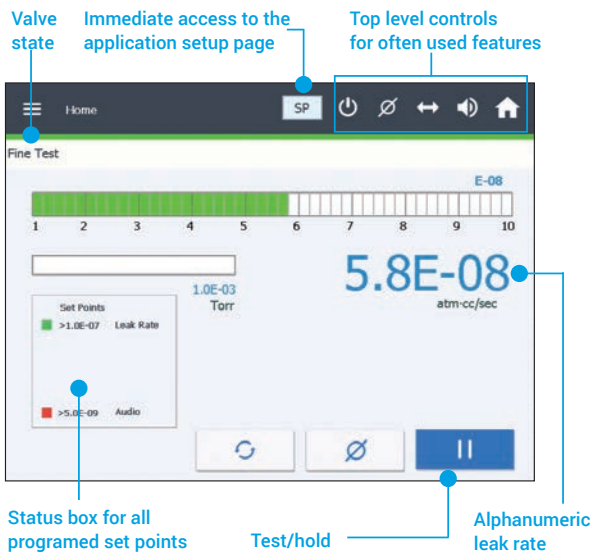 Valve
state
Immediate access to the
application setup page
Top level controls
for often used features
Home
SP
Fine Test
E-08
1 2 3 4 5 6 7 8 9 10
5.8E-08
atm·cc/sec
1.0E-03
Torr
Set Points
>1.0E-07 Leak Rate
>5.0E-09 Audio
Status box for all
programed set points
Test/hold
Alphanumeric
leak rate